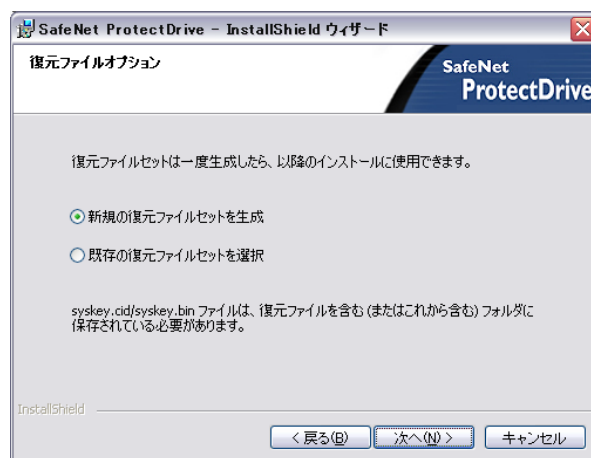 SafeNet ProtectDrive - InstallShield ウィザード
復元ファイルオプション
SafeNet
ProtectDrive
復元ファイルセットは一度生成したら、以降のインストールに使用できます。
新規の復元ファイルセットを生成
既存の復元ファイルセットを選択
syskey.cid/syskey.bin ファイルは、復元ファイルを含む (またはこれから含む) フォルダに
保存されている必要があります。
InstallShield
< 戻る(B) 次へ(N) > キャンセル